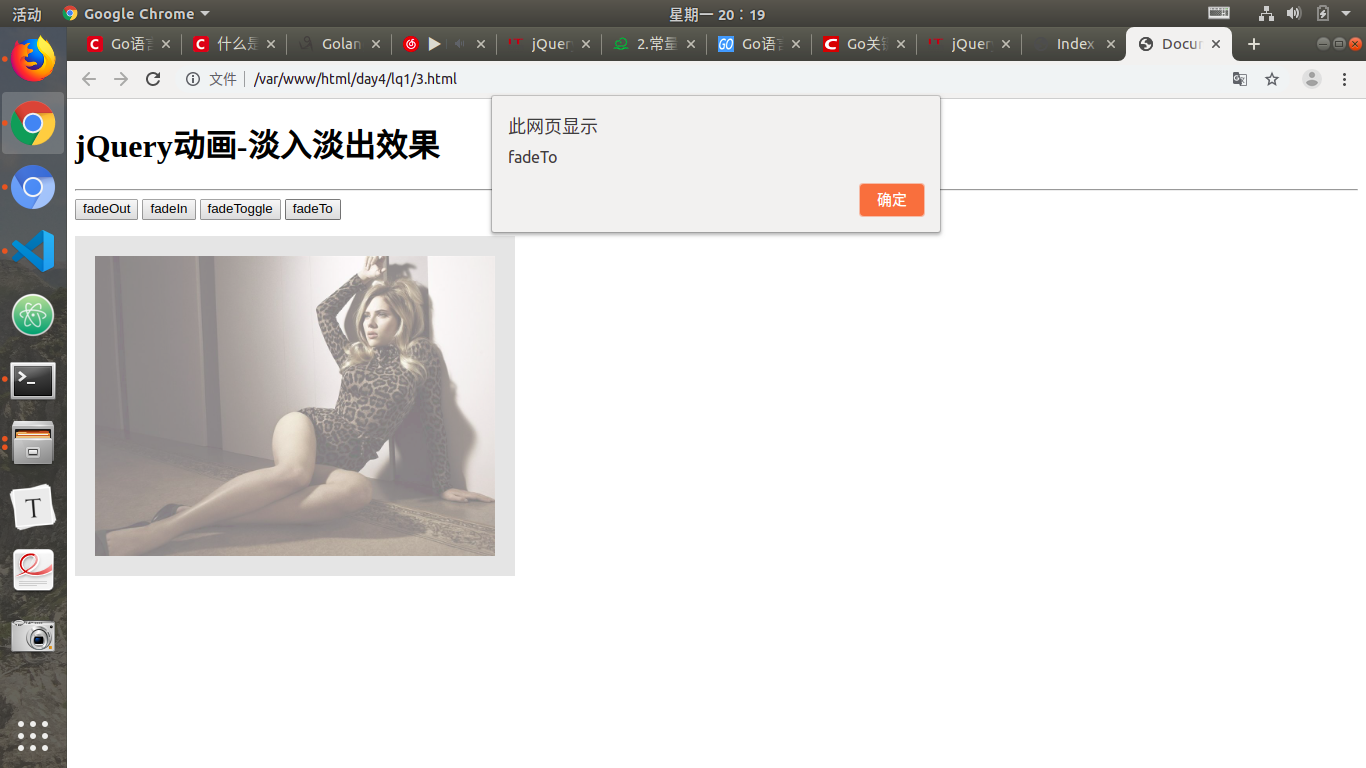 活动 Google Chrome 星期一 20：19
Go语言 什么是 Golan jQuer 2.常量 Go语言 Go关键 jQuer Index Docur
文件 /var/www/html/day4/lq1/3.html
jQuery动画-淡入淡出效果
此网页显示
fadeTo
确定
fadeOut fadeIn fadeToggle fadeTo